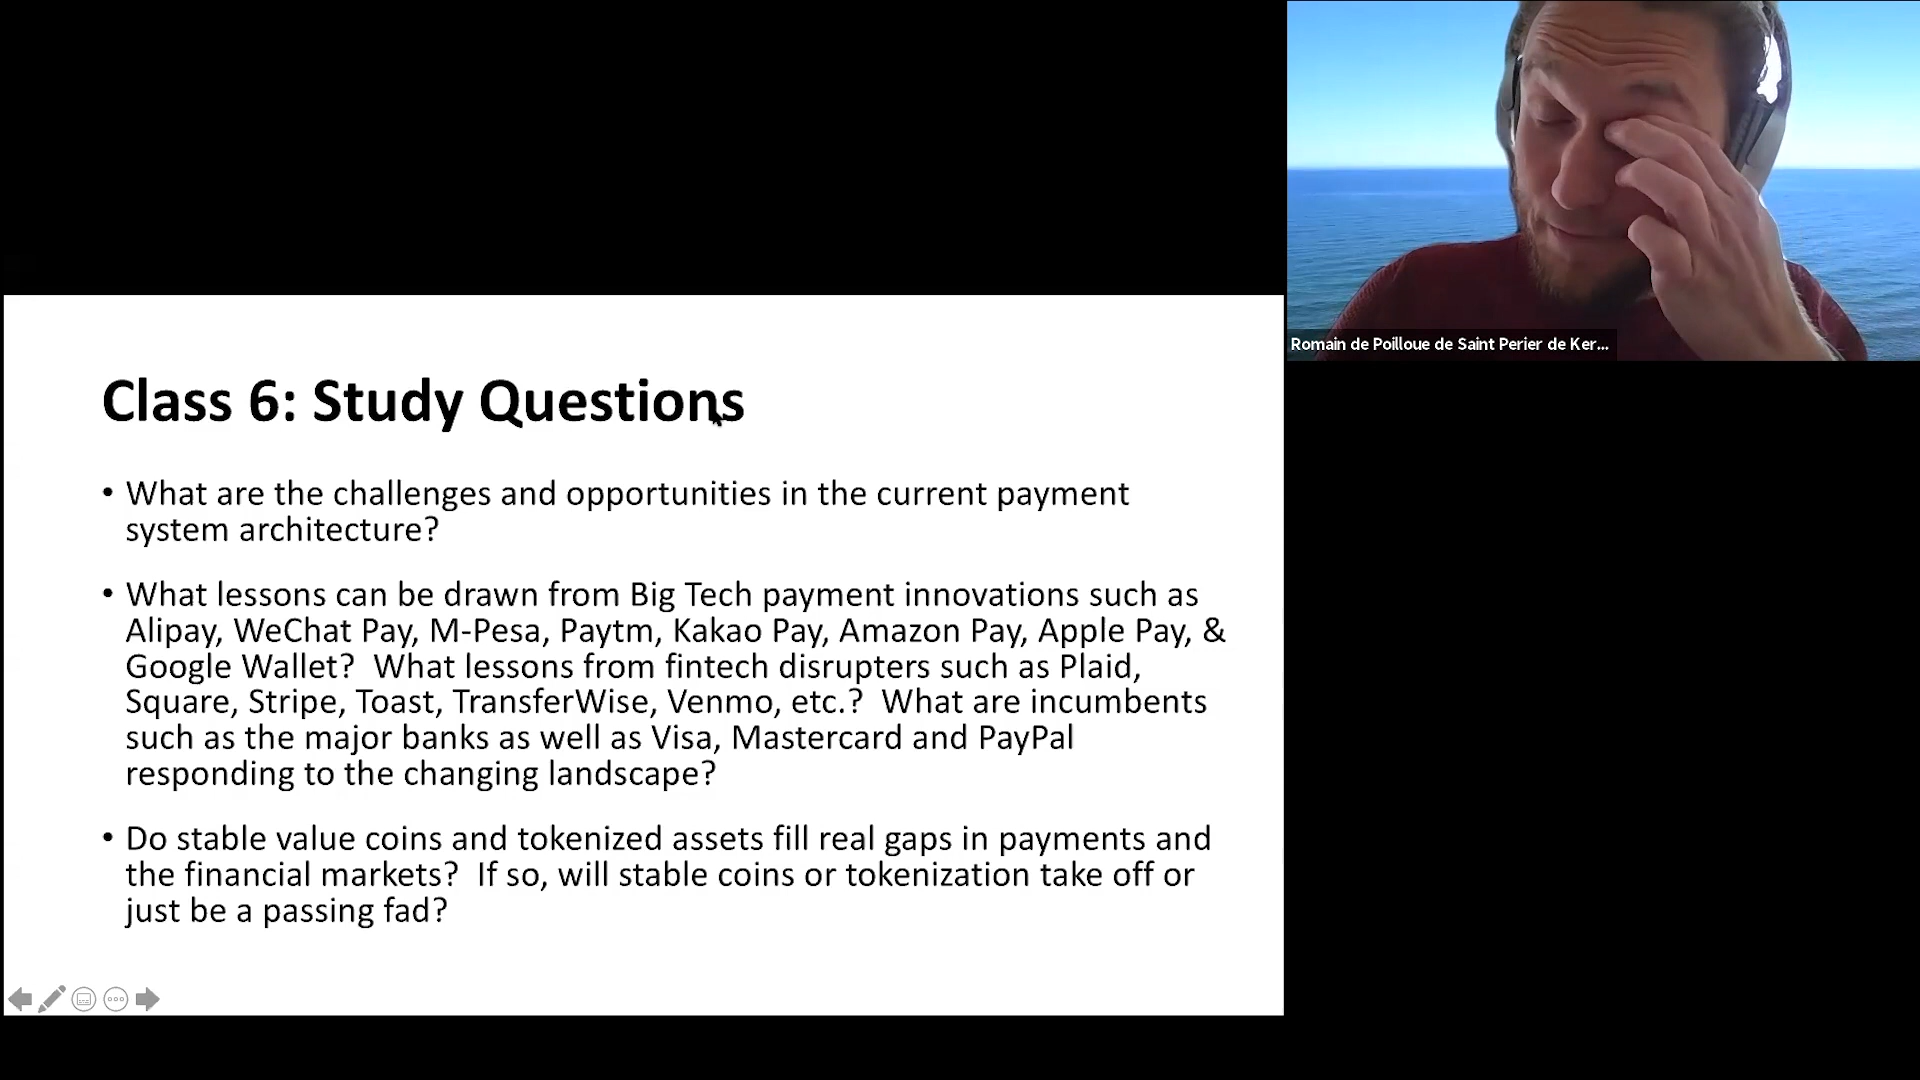 Romain de Poilloue de Saint Perier de Ker...
Class 6: Study Questions
• What are the challenges and opportunities in the current payment
system architecture?
• What lessons can be drawn from Big Tech payment innovations such as
Alipay, WeChat Pay, M-Pesa, Paytm, Kakao Pay, Amazon Pay, Apple Pay, &
Google Wallet?  What lessons from fintech disrupters such as Plaid,
Square, Stripe, Toast, TransferWise, Venmo, etc.?  What are incumbents
such as the major banks as well as Visa, Mastercard and PayPal
responding to the changing landscape?
• Do stable value coins and tokenized assets fill real gaps in payments and
the financial markets?  If so, will stable coins or tokenization take off or
just be a passing fad?